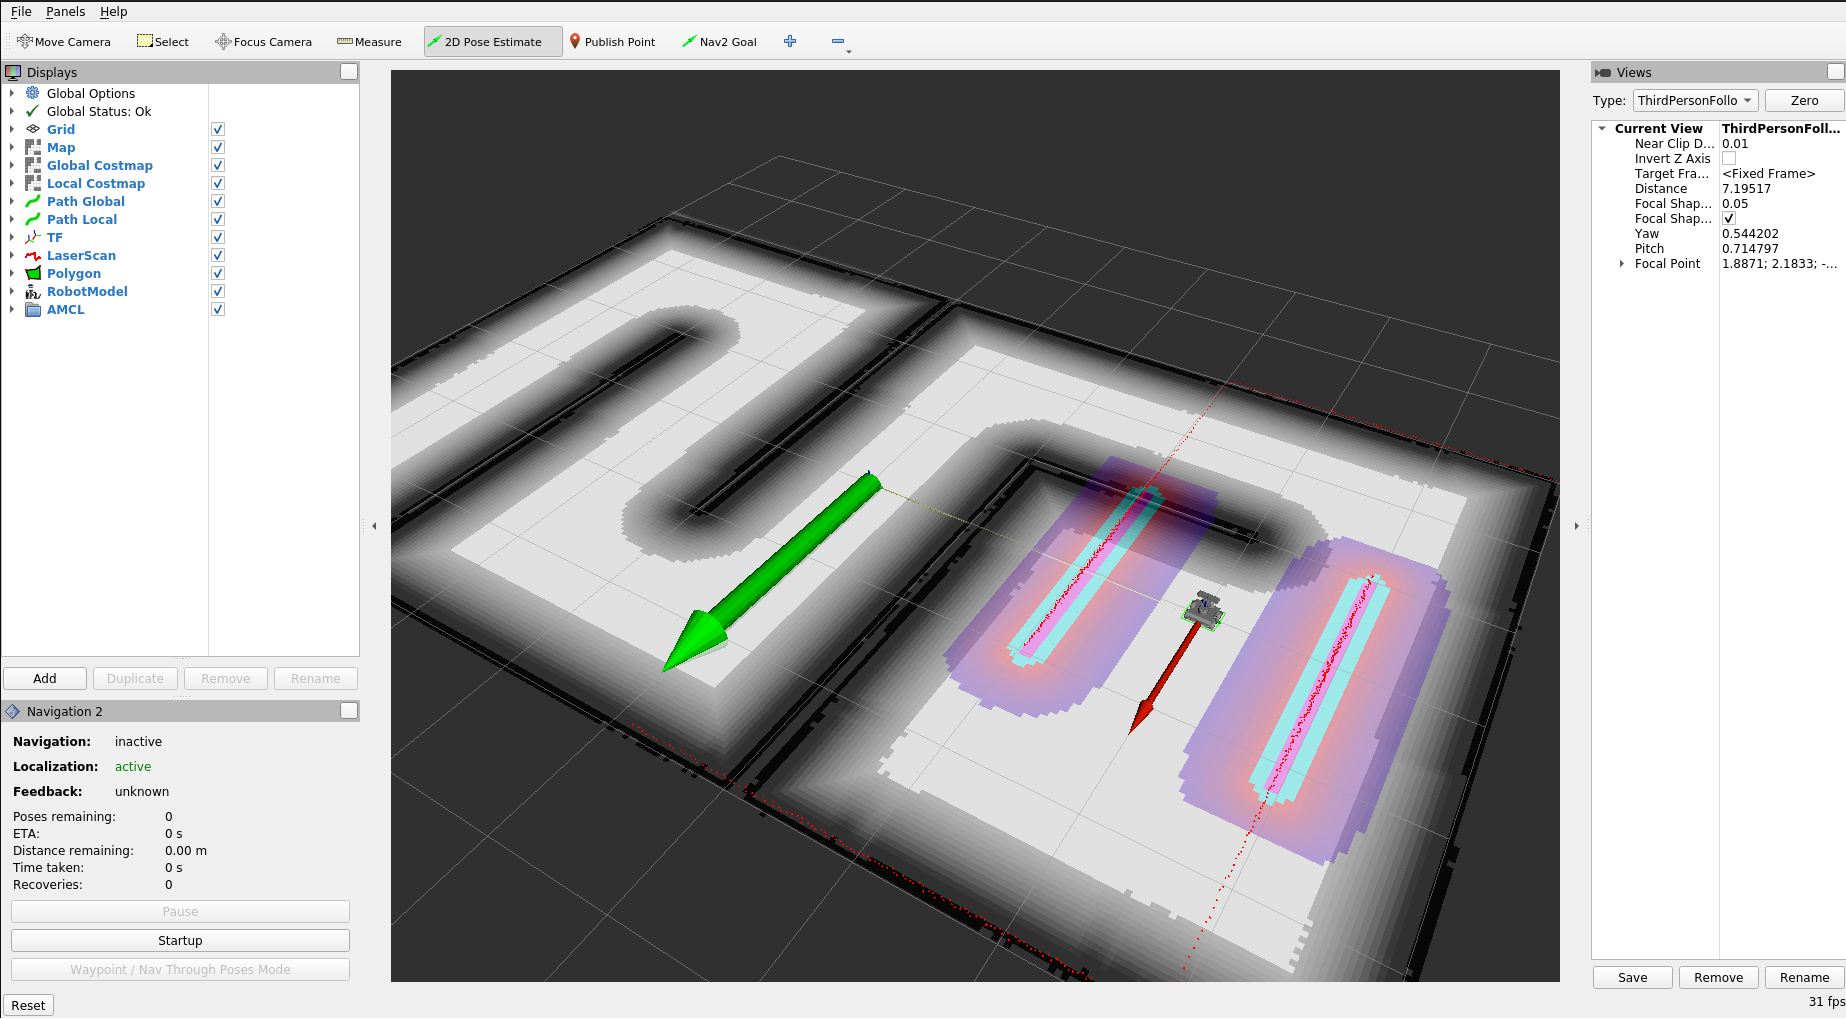 File Panels Help
Move Camera Select Focus Camera Measure 2D Pose Estimate Publish Point Nav2 Goal
Displays
Global Options
Global Status: Ok
Grid
Map
Global Costmap
Local Costmap
Path Global
Path Local
TF
LaserScan
Polygon
RobotModel
AMCL
Add Duplicate Remove Rename
Navigation 2
Navigation: inactive
Localization: active
Feedback: unknown
Poses remaining: 0
ETA: 0 s
Distance remaining: 0.00 m
Time taken: 0 s
Recoveries: 0
Pause
Startup
Waypoint / Nav Through Poses Mode
Reset
Views
Type: ThirdPersonFollo Zero
Current View ThirdPersonFoll...
Near Clip D... 0.01
Invert Z Axis
Target Fra... <Fixed Frame>
Distance 7.19517
Focal Shap... 0.05
Focal Shap...
Yaw 0.544202
Pitch 0.714797
Focal Point 1.8871; 2.1833; -...
Save Remove Rename
31 fps